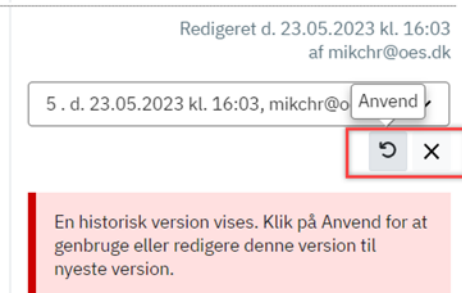 Redigeret d. 23.05.2023 kl. 16:03
af mikchr@oes.dk
5 . d. 23.05.2023 kl. 16:03, mikchr@o
Anvend
En historisk version vises. Klik på Anvend for at
genbruge eller redigere denne version til
nyeste version.